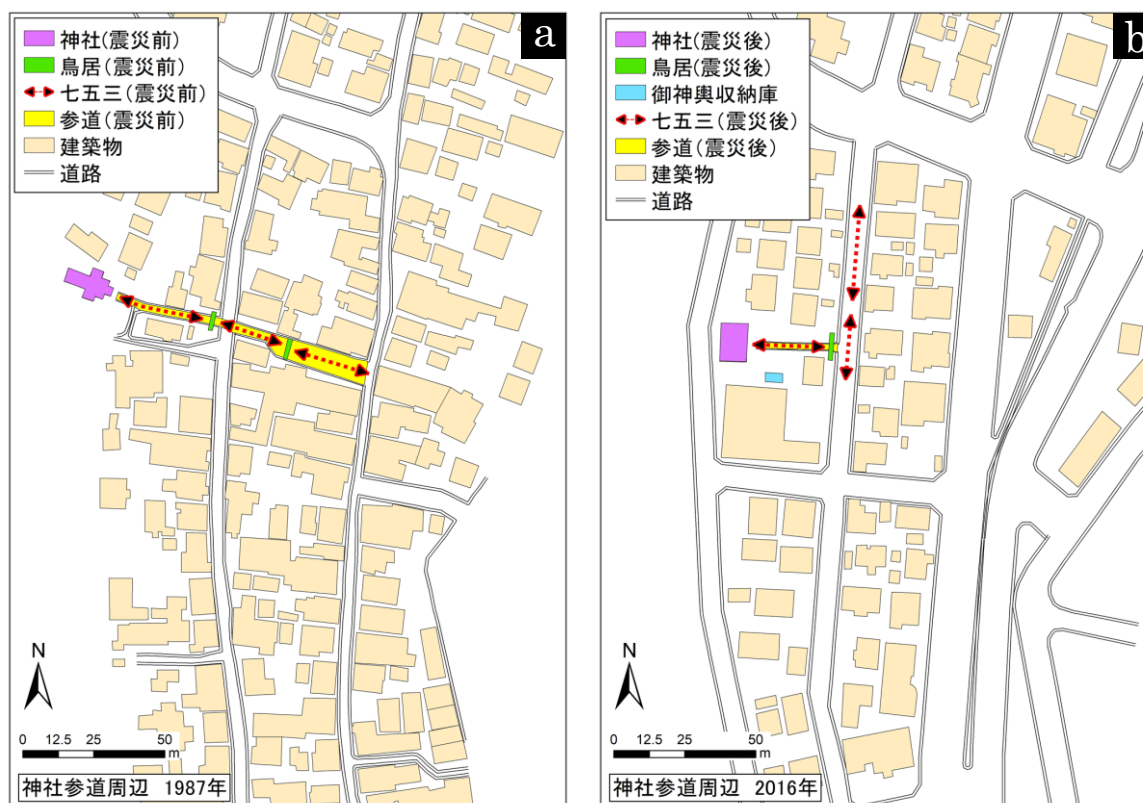 a
神社(震災前)
鳥居(震災前)
七五三(震災前)
参道(震災前)
建築物
道路
N
0 12.5 25 50
m
神社参道周辺 1987年
b
神社(震災後)
鳥居(震災後)
御神輿収納庫
七五三(震災後)
参道(震災後)
建築物
道路
N
0 12.5 25 50
m
神社参道周辺 2016年